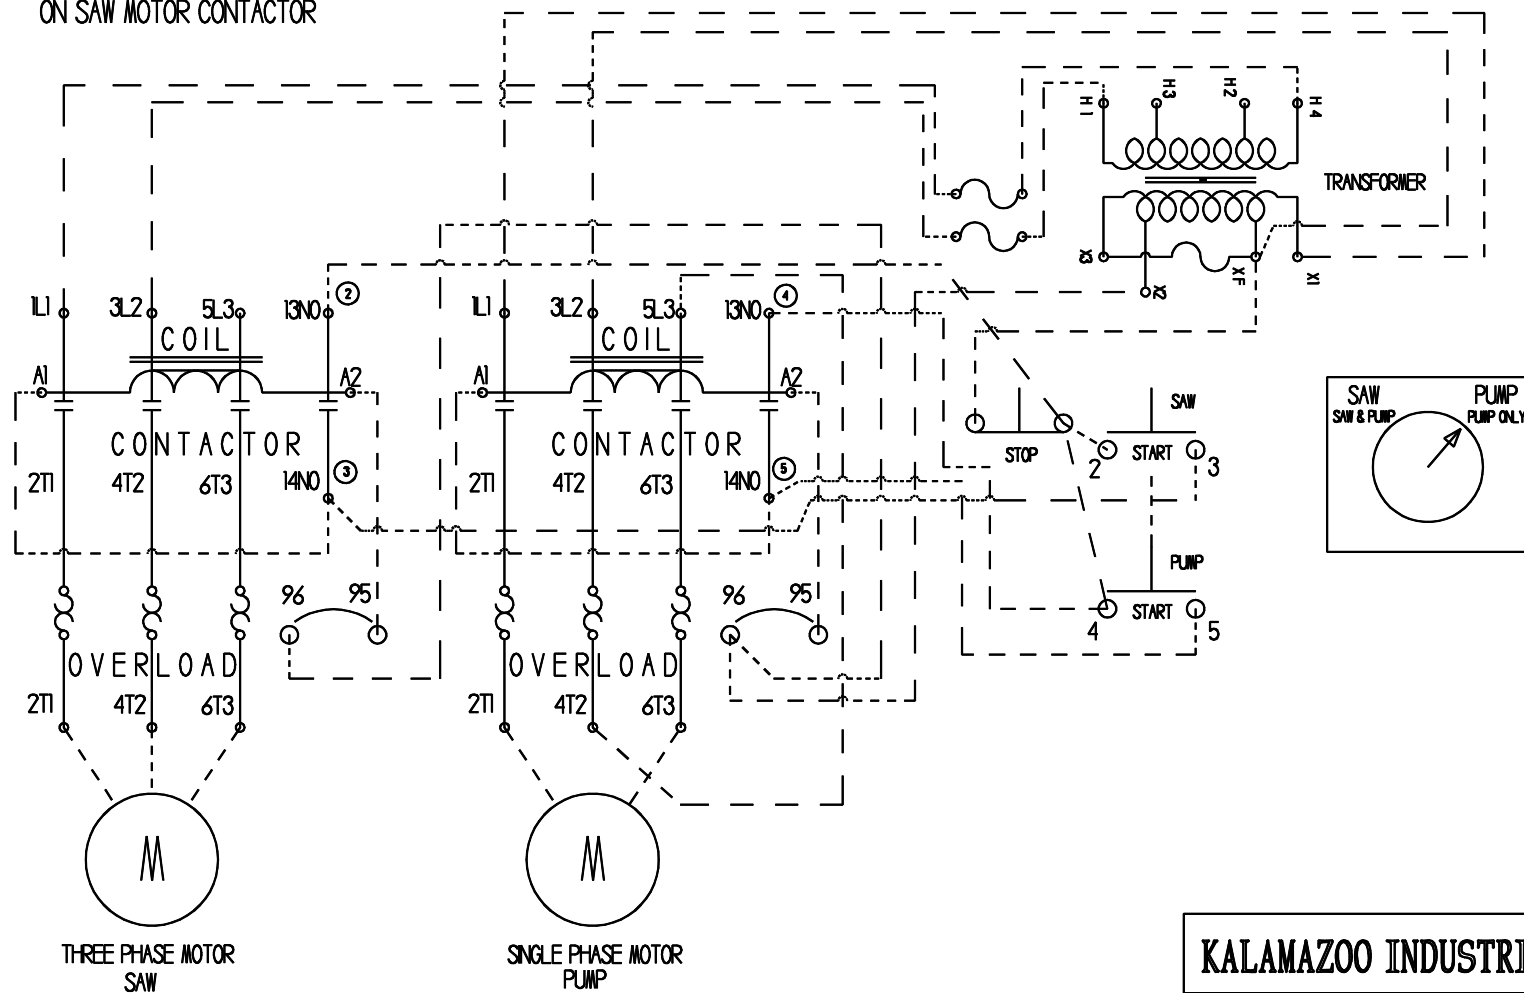 ON SAW MOTOR CONTACTOR
H1 H3 H2 H4
TRANSFORMER
X3 X2 XF X1
1L1 3L2 5L3 13NO 2
1L1 3L2 5L3 13NO 4
COIL
COIL
A1 A2
A1 A2
SAW PUMP
SAW & PUMP PUMP ONLY
SAW
CONTACTOR
CONTACTOR
STOP
2 START 3
2T1 4T2 6T3 14NO 3
2T1 4T2 6T3 14NO 5
PUMP
96 95
96 95
4 START 5
OVERLOAD
OVERLOAD
2T1 4T2 6T3
2T1 4T2 6T3
M
M
THREE PHASE MOTOR
SAW
SINGLE PHASE MOTOR
PUMP
KALAMAZOO INDUSTRI